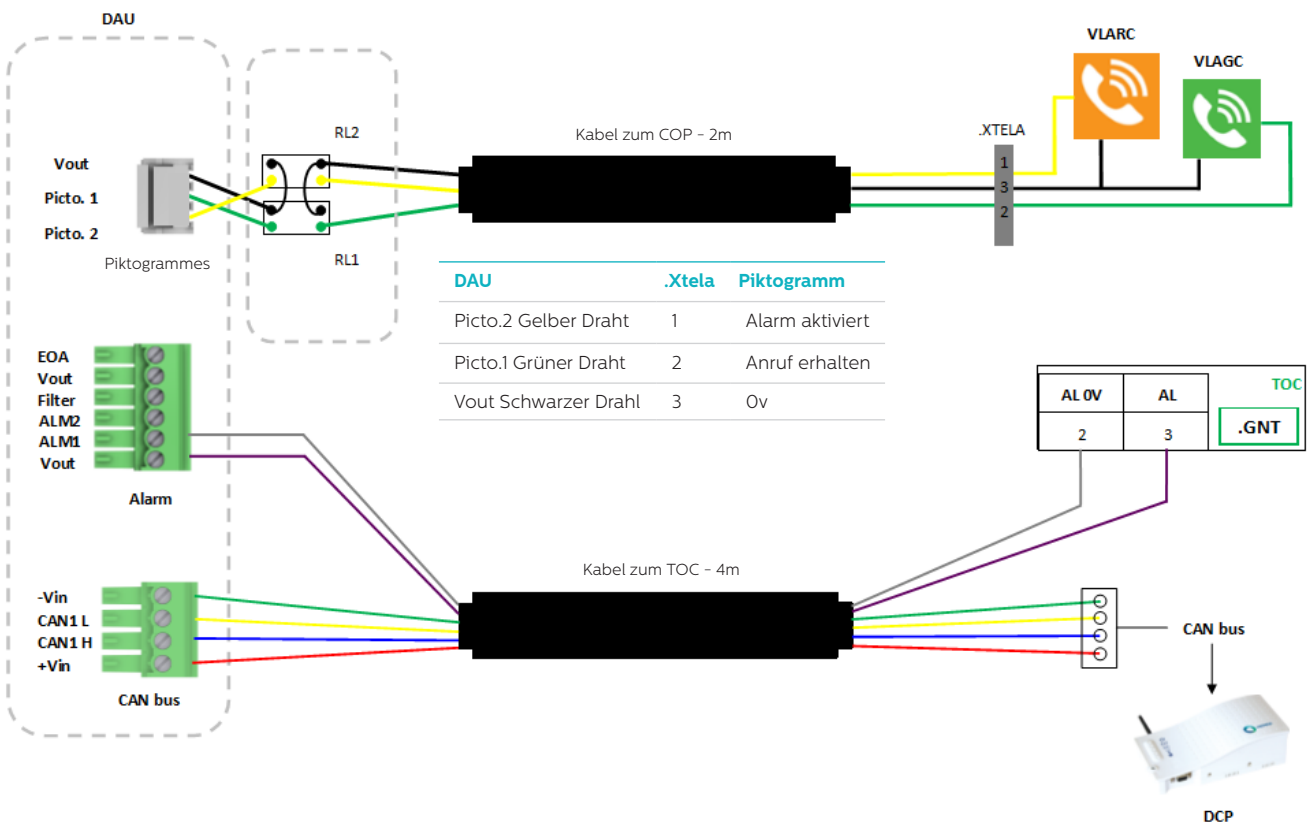 DAU
VLARC
VLAGC
RL2
Kabel zum COP - 2m
.XTELA
Vout
Picto. 1
Picto. 2
1
3
2
Piktogrammes
RL1
DAU .Xtela Piktogramm
Picto.2 Gelber Draht 1 Alarm aktiviert
Picto.1 Grüner Draht 2 Anruf erhalten
Vout Schwarzer Drahl 3 0v
EOA
Vout
Filter
ALM2
ALM1
Vout
Alarm
AL 0V AL TOC
2 3 .GNT
Kabel zum TOC - 4m
-Vin
CAN1 L
CAN1 H
+Vin
CAN bus
CAN bus
DCP